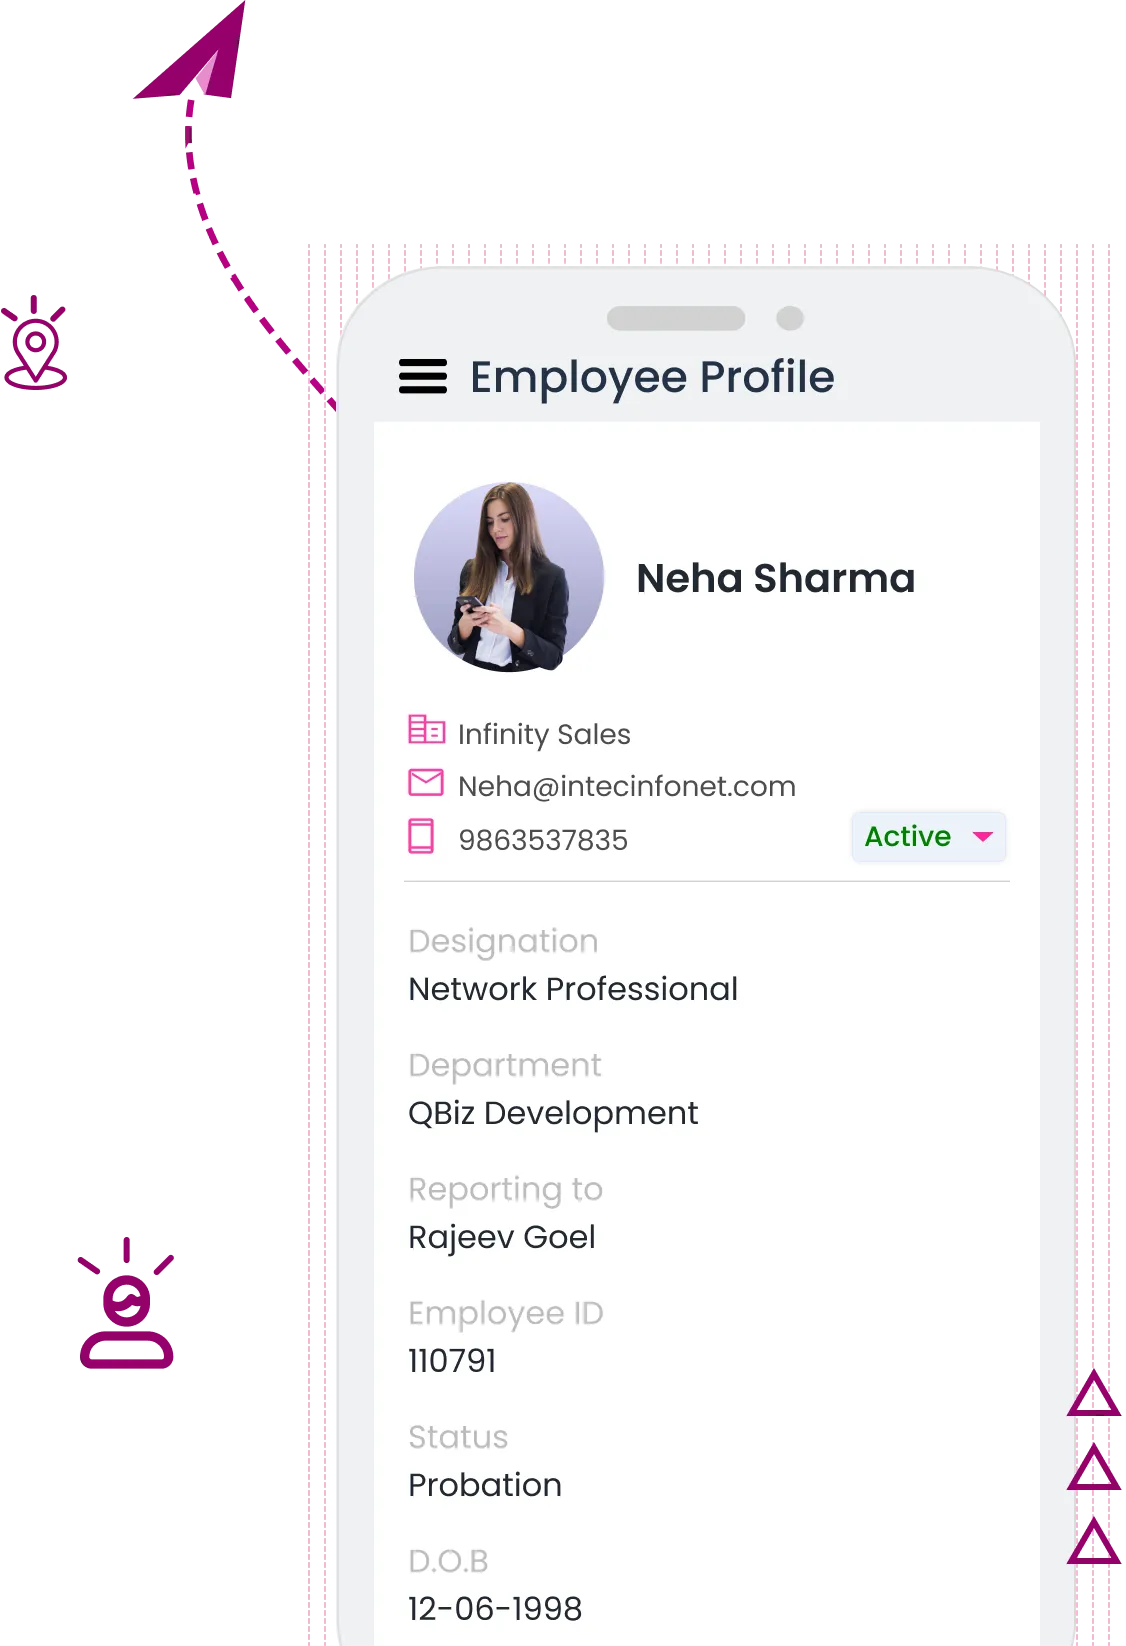 Employee Profile
Neha Sharma
Infinity Sales
Neha@intecinfonet.com
9863537835
Active
Designation
Network Professional
Department
QBiz Development
Reporting to
Rajeev Goel
Employee ID
110791
Status
Probation
D.O.B
12-06-1998